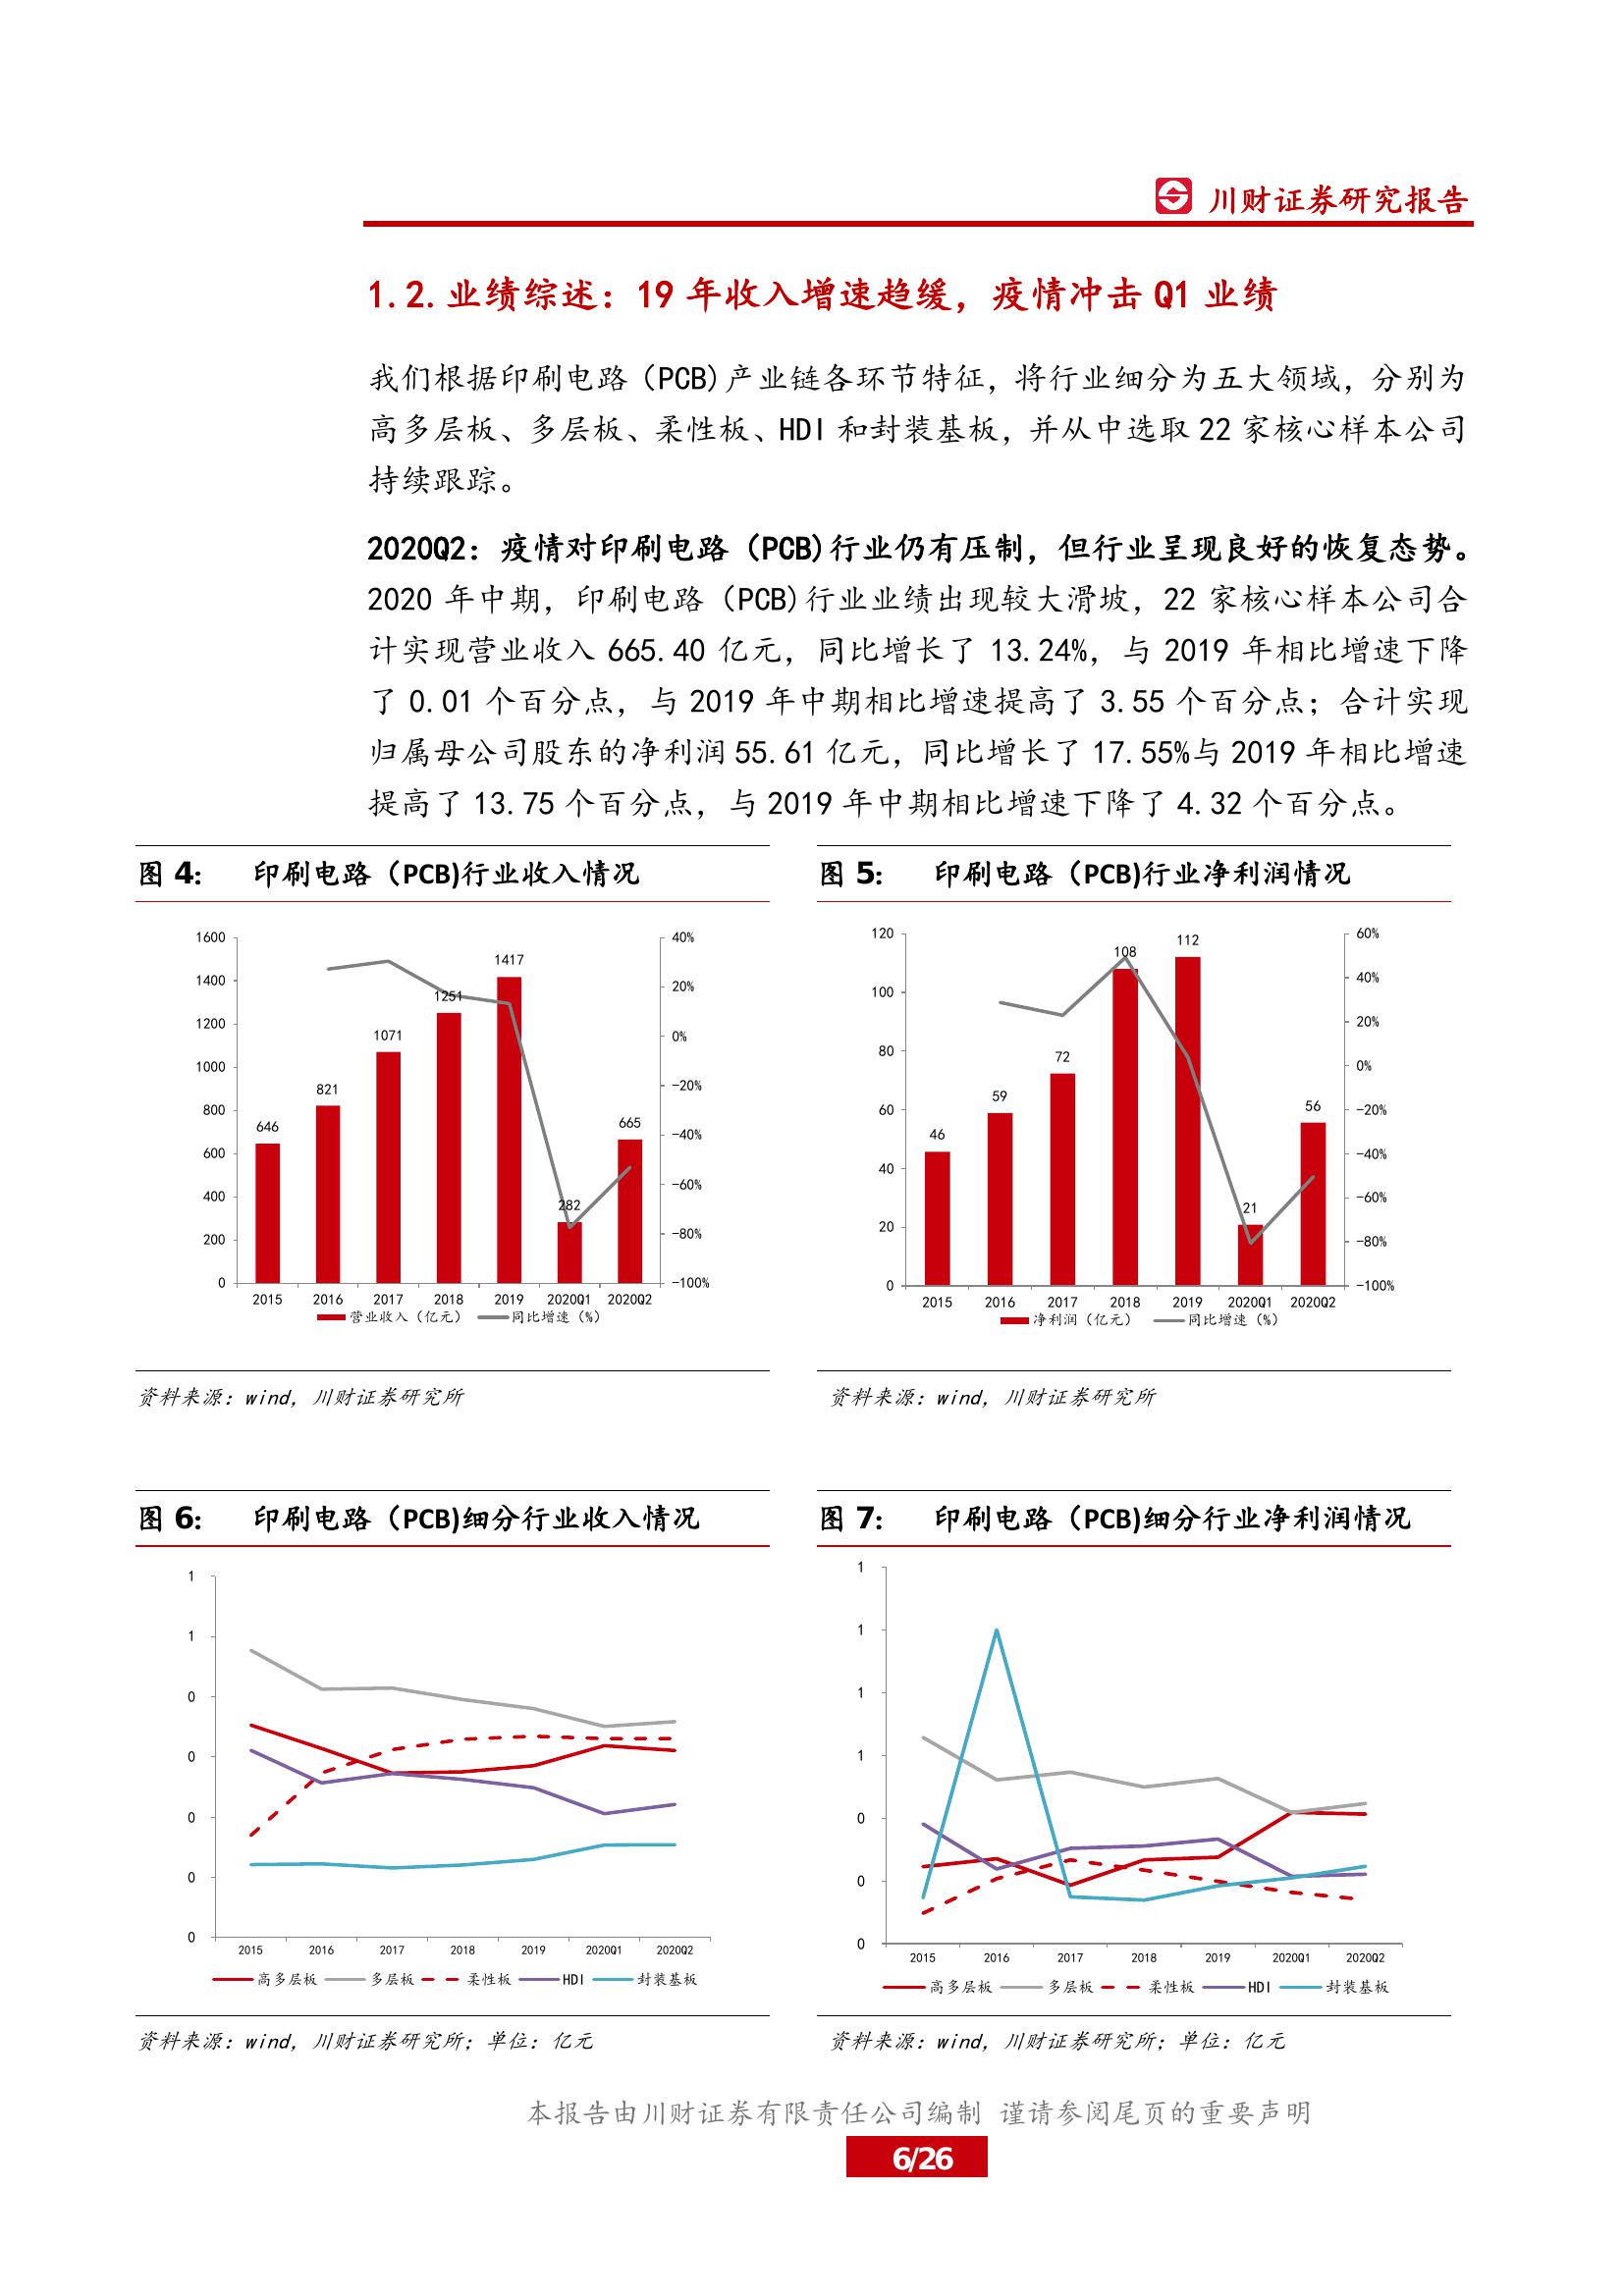 川财证券研究报告
1.2.业绩综述：19 年收入增速趋缓，疫情冲击 Q1 业绩
我们根据印刷电路（PCB)产业链各环节特征，将行业细分为五大领域，分别为
高多层板、多层板、柔性板、HDI 和封装基板，并从中选取 22 家核心样本公司
持续跟踪。
2020Q2：疫情对印刷电路（PCB)行业仍有压制，但行业呈现良好的恢复态势。
2020 年中期，印刷电路（PCB)行业业绩出现较大滑坡，22 家核心样本公司合
计实现营业收入 665.40 亿元，同比增长了 13.24%，与 2019 年相比增速下降
了 0.01 个百分点，与 2019 年中期相比增速提高了 3.55 个百分点；合计实现
归属母公司股东的净利润 55.61 亿元，同比增长了 17.55%与 2019 年相比增速
提高了 13.75 个百分点，与 2019 年中期相比增速下降了 4.32 个百分点。
图 4: 印刷电路（PCB)行业收入情况
1600
1400
1200
1000
800
600
400
200
0
40%
20%
0%
-20%
-40%
-60%
-80%
-100%
646
821
1071
1251
1417
282
665
2015 2016 2017 2018 2019 2020Q1 2020Q2
营业收入（亿元） 同比增速（%）
资料来源：wind，川财证券研究所
图 5: 印刷电路（PCB)行业净利润情况
120
100
80
60
40
20
0
60%
40%
20%
0%
-20%
-40%
-60%
-80%
-100%
46
59
72
108
112
21
56
2015 2016 2017 2018 2019 2020Q1 2020Q2
净利润（亿元） 同比增速（%）
资料来源：wind，川财证券研究所
图 6: 印刷电路（PCB)细分行业收入情况
1
1
0
0
0
0
0
2015 2016 2017 2018 2019 2020Q1 2020Q2
高多层板 多层板 柔性板 HDI 封装基板
资料来源：wind，川财证券研究所；单位：亿元
图 7: 印刷电路（PCB)细分行业净利润情况
1
1
1
1
0
0
0
2015 2016 2017 2018 2019 2020Q1 2020Q2
高多层板 多层板 柔性板 HDI 封装基板
资料来源：wind，川财证券研究所；单位：亿元
本报告由川财证券有限责任公司编制 谨请参阅尾页的重要声明
6/26